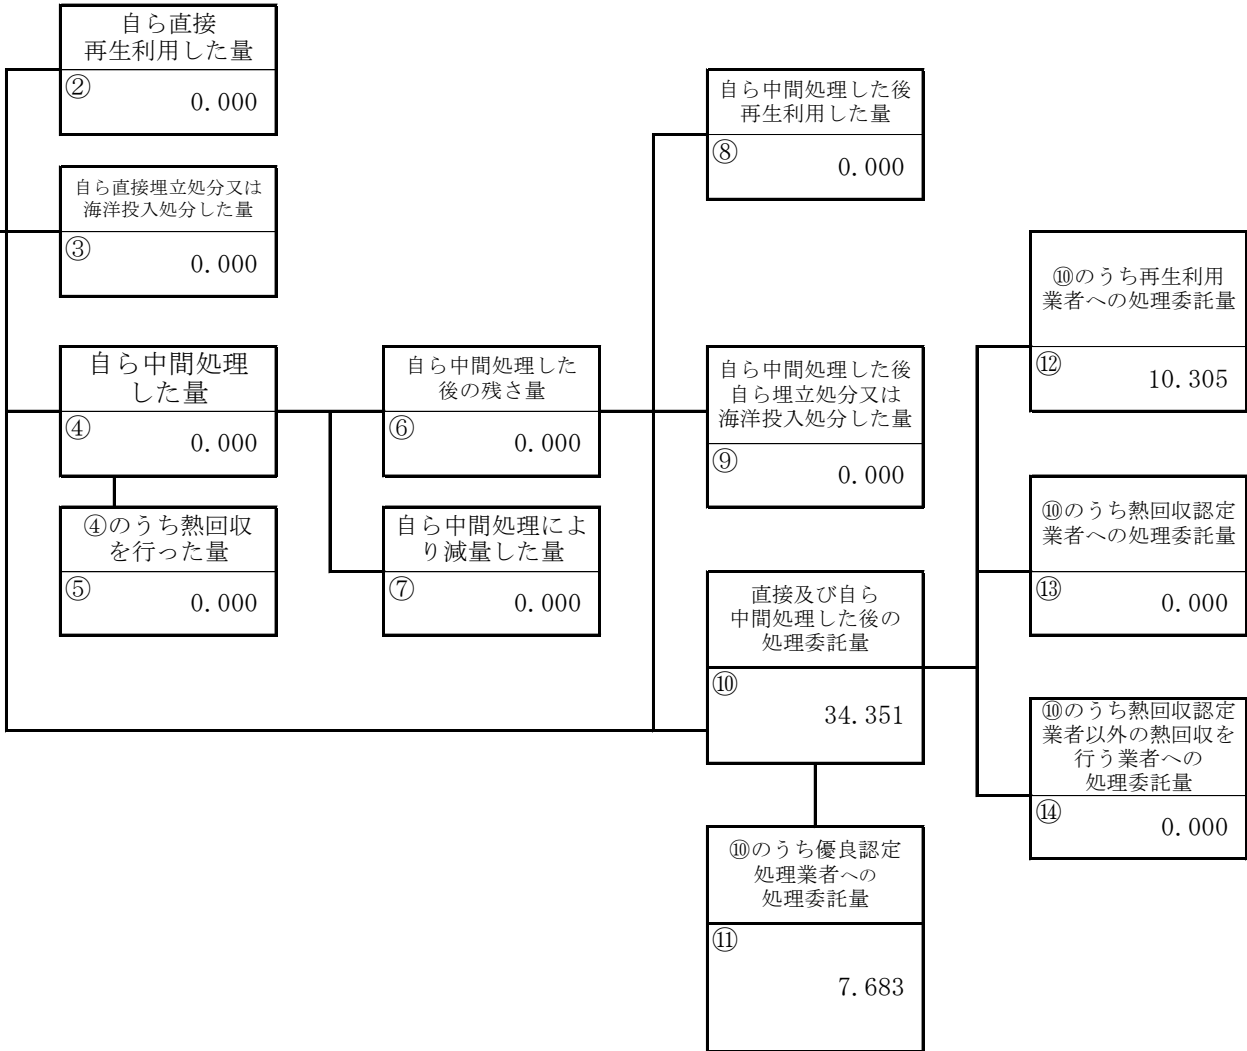 自ら直接
再生利用した量
②
0.000
自ら直接埋立処分又は
海洋投入処分した量
③
0.000
自ら中間処理
した量
④
0.000
④のうち熱回収
を行った量
⑤
0.000
自ら中間処理した
後の残さ量
⑥
0.000
自ら中間処理によ
り減量した量
⑦
0.000
自ら中間処理した後
再生利用した量
⑧
0.000
自ら中間処理した後
自ら埋立処分又は
海洋投入処分した量
⑨
0.000
直接及び自ら
中間処理した後の
処理委託量
⑩
34.351
⑩のうち優良認定
処理業者への
処理委託量
⑪
7.683
⑩のうち再生利用
業者への処理委託量
⑫
10.305
⑩のうち熱回収認定
業者への処理委託量
⑬
0.000
⑩のうち熱回収認定
業者以外の熱回収を
行う業者への
処理委託量
⑭
0.000